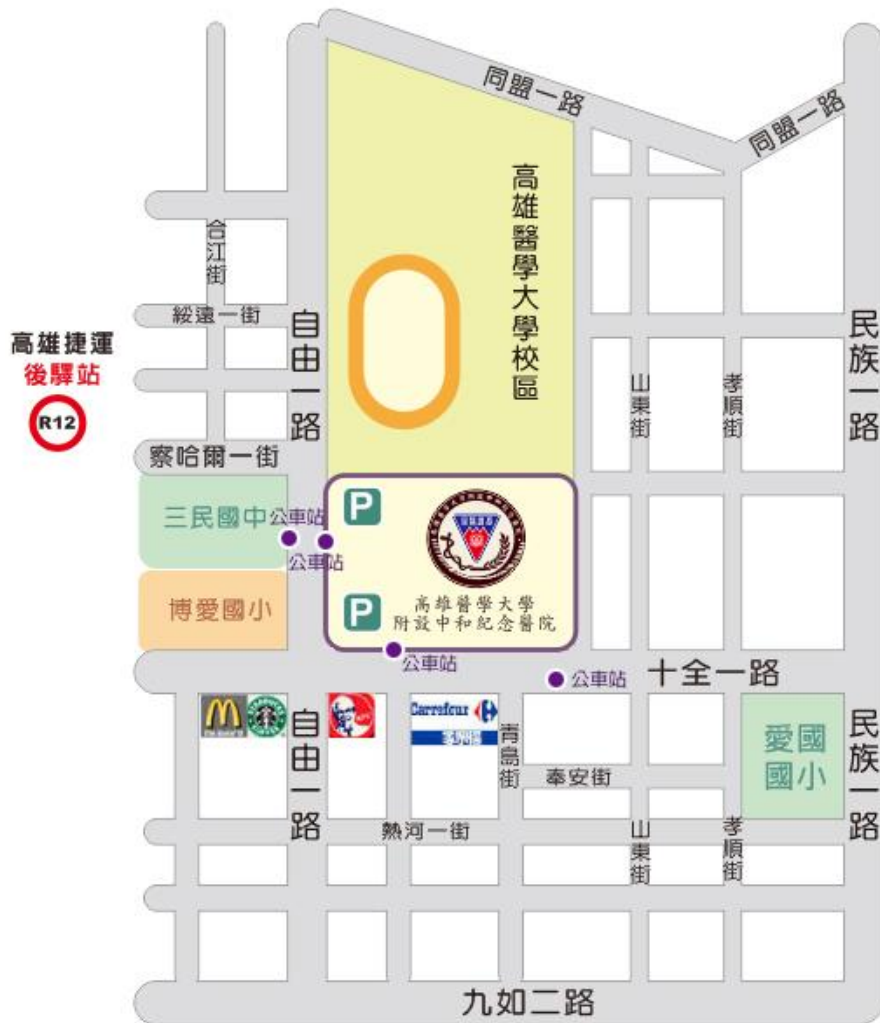 同盟一路
同盟一路
高雄醫學大學校區
合江街
綏遠一街
自由一路
民族一路
高雄捷運
後驛站
R12
山東街
孝順街
察哈爾一街
三民國中
公車站
公車站
P
P
博愛國小
高雄醫學大學
附設中和紀念醫院
公車站
公車站
十全一路
Carrefour
家樂福
自由一路
青島街
愛國
國小
民族一路
奉安街
熱河一街
山東街
孝順街
九如二路